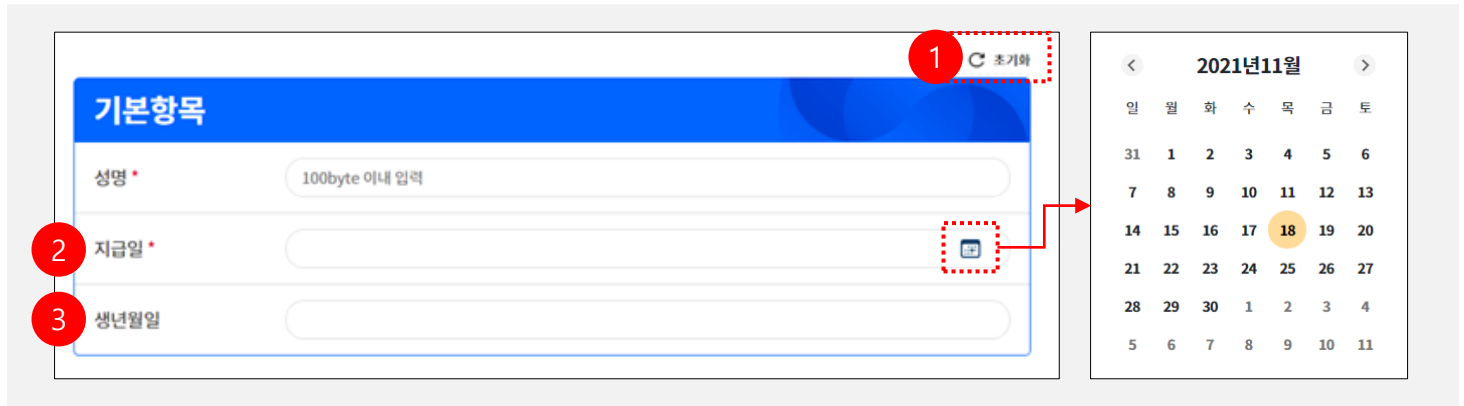 1 초기화
기본항목
성명 * 100byte 이내 입력
2 지급일 *
3 생년월일
< 2021년11월 >
일 월 화 수 목 금 토
31 1 2 3 4 5 6
7 8 9 10 11 12 13
14 15 16 17 18 19 20
21 22 23 24 25 26 27
28 29 30 1 2 3 4
5 6 7 8 9 10 11